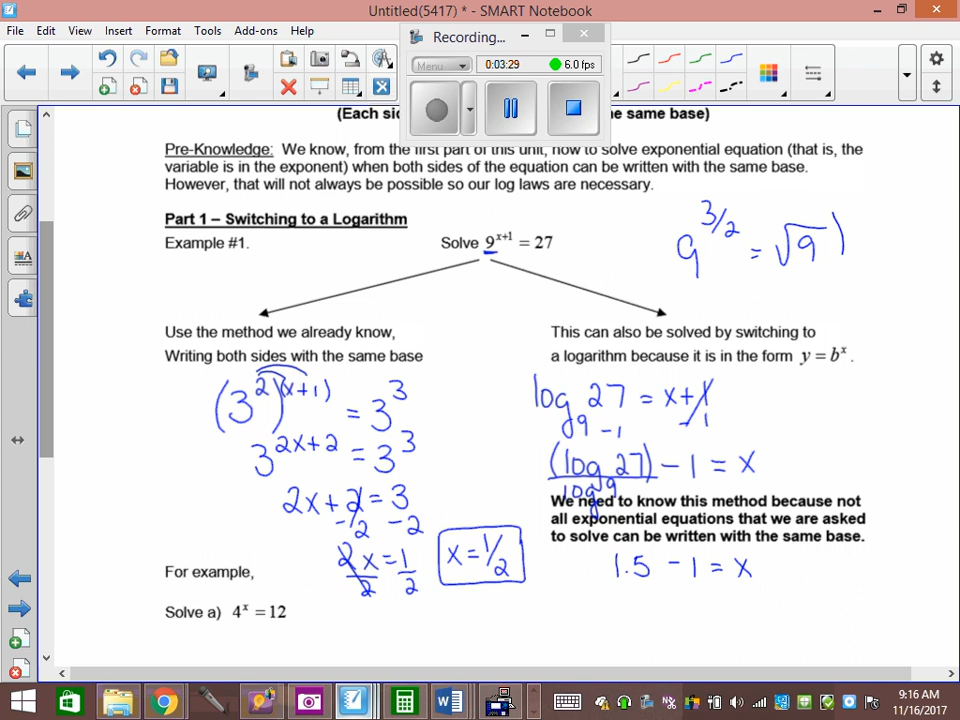 Untitled(5417) * - SMART Notebook
File Edit View Insert Format Tools Add-ons Help
Recording...
Menu 0:03:29 6.0 fps
(Each sid he same base)
Pre-Knowledge: We know, from the first part of this unit, how to solve exponential equation (that is, the
variable is in the exponent) when both sides of the equation can be written with the same base.
However, that will not always be possible so our log laws are necessary.
Part 1 – Switching to a Logarithm
Example #1. Solve 9^{x+1} = 27
9^{3/2} = √9 )
Use the method we already know,
Writing both sides with the same base
This can also be solved by switching to
a logarithm because it is in the form y = b^x .
(3^2)^{(x+1)} = 3^3
3^{2x+2} = 3^3
2x+2 = 3
-2 -2
2x = 1
2 2
x = 1/2
log_9 27 = x+1
-1 -1
(log_9 27) - 1 = x
log 9
We need to know this method because not
all exponential equations that we are asked
to solve can be written with the same base.
1.5 - 1 = x
For example,
Solve a) 4^x = 12
9:16 AM
11/16/2017